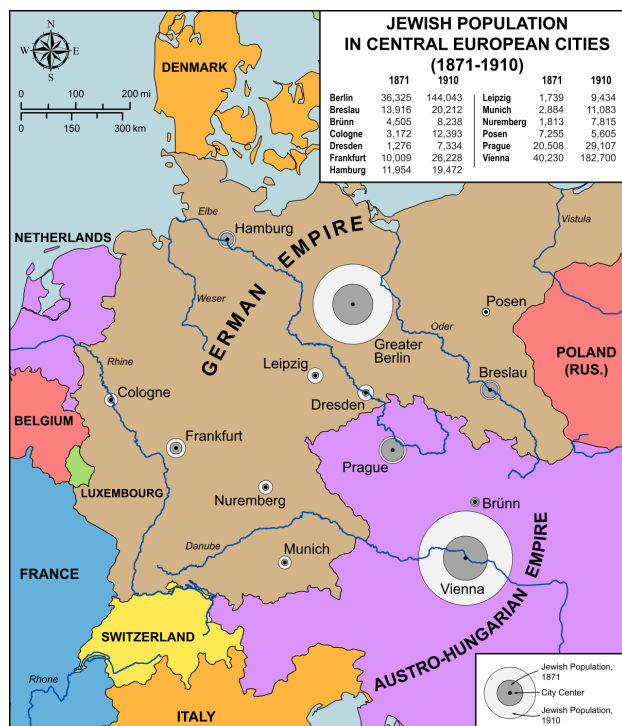 JEWISH POPULATION
IN CENTRAL EUROPEAN CITIES
(1871-1910)
1871 1910 1871 1910
Berlin 36,325 144,043 Leipzig 1,739 9,434
Breslau 13,916 20,212 Munich 2,884 11,083
Brünn 4,505 8,238 Nuremberg 1,813 7,815
Cologne 3,172 12,393 Posen 7,255 5,605
Dresden 1,276 7,334 Prague 20,508 29,107
Frankfurt 10,009 26,228 Vienna 40,230 182,700
Hamburg 11,954 19,472
N
W E
S
0 100 200 mi
0 150 300 km
DENMARK
NETHERLANDS
Elbe
Hamburg
Vistula
GERMAN EMPIRE
Weser
Posen
Oder
Greater
Berlin
Rhine
Leipzig
POLAND
(RUS.)
Breslau
Cologne
Dresden
BELGIUM
Frankfurt
Prague
LUXEMBOURG
Nuremberg
Brünn
Danube
Munich
FRANCE
Vienna
AUSTRO-HUNGARIAN EMPIRE
SWITZERLAND
Rhone
ITALY
Jewish Population,
1871
City Center
Jewish Population,
1910